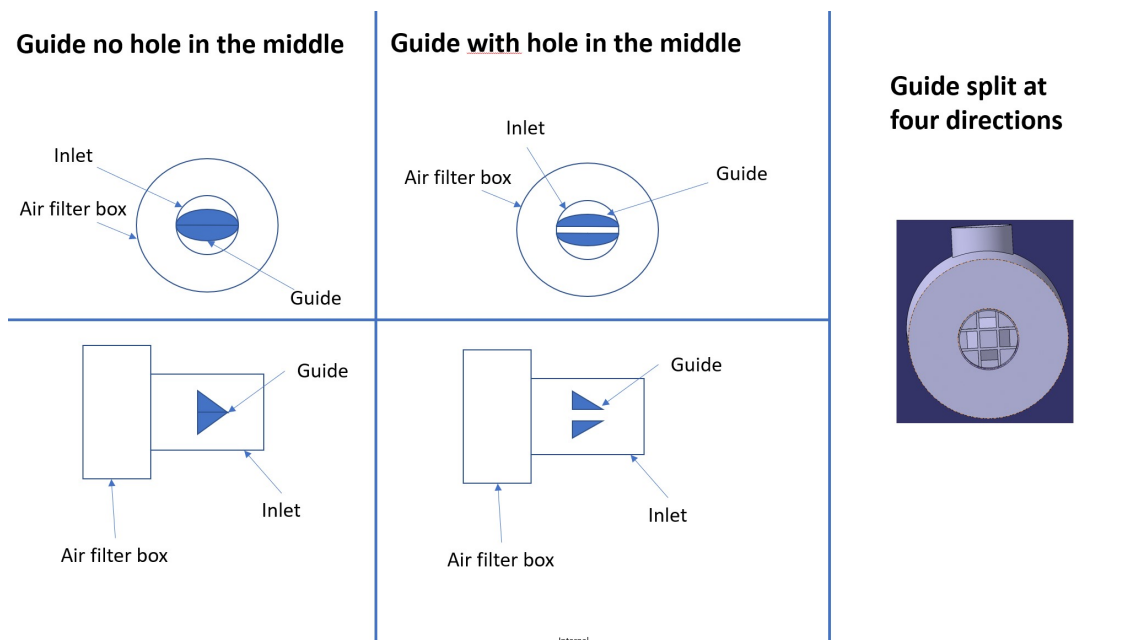 Guide no hole in the middle
Inlet
Air filter box
Guide
Guide
Inlet
Air filter box
Guide with hole in the middle
Inlet
Air filter box
Guide
Guide
Inlet
Air filter box
Guide split at
four directions